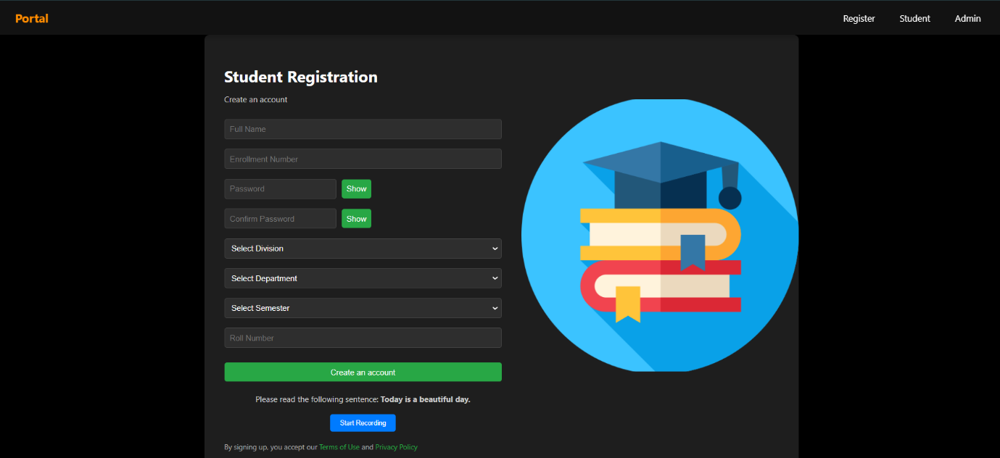 Portal
Register Student Admin
Student Registration
Create an account
Full Name
Enrollment Number
Password Show
Confirm Password Show
Select Division
Select Department
Select Semester
Roll Number
Create an account
Please read the following sentence: Today is a beautiful day.
Start Recording
By signing up, you accept our Terms of Use and Privacy Policy